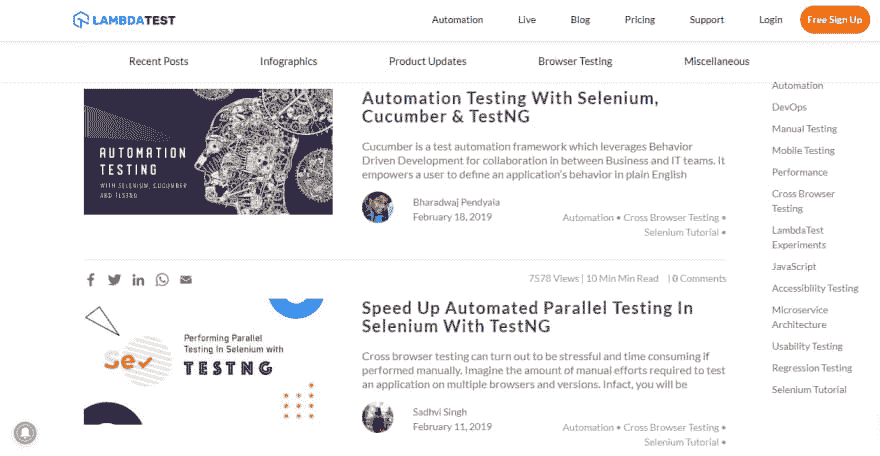 LAMBDATEST
Automation
Live
Blog
Pricing
Support
Login
Free Sign Up
Recent Posts
Infographics
Product Updates
Browser Testing
Miscellaneous
AUTOMATION
TESTING
WITH SELENIUM, CUCUMBER
AND TESTNG
Automation Testing With Selenium,
Cucumber & TestNG
Cucumber is a test automation framework which leverages Behavior
Driven Development for collaboration in between Business and IT teams. It
empowers a user to define an application's behavior in plain English
Bharadwaj Pendyala
February 18, 2019
Automation • Cross Browser Testing •
Selenium Tutorial •
7578 Views | 10 Min Min Read | 0 Comments
Performing Parallel
Testing In Selenium with
TESTNG
Se
Speed Up Automated Parallel Testing In
Selenium With TestNG
Cross browser testing can turn out to be stressful and time consuming if
performed manually. Imagine the amount of manual efforts required to test
an application on multiple browsers and versions. Infact, you will be
Sadhvi Singh
February 11, 2019
Automation • Cross Browser Testing •
Selenium Tutorial •
Automation
DevOps
Manual Testing
Mobile Testing
Performance
Cross Browser
Testing
LambdaTest
Experiments
JavaScript
Accessibility Testing
Microservice
Architecture
Usability Testing
Regression Testing
Selenium Tutorial